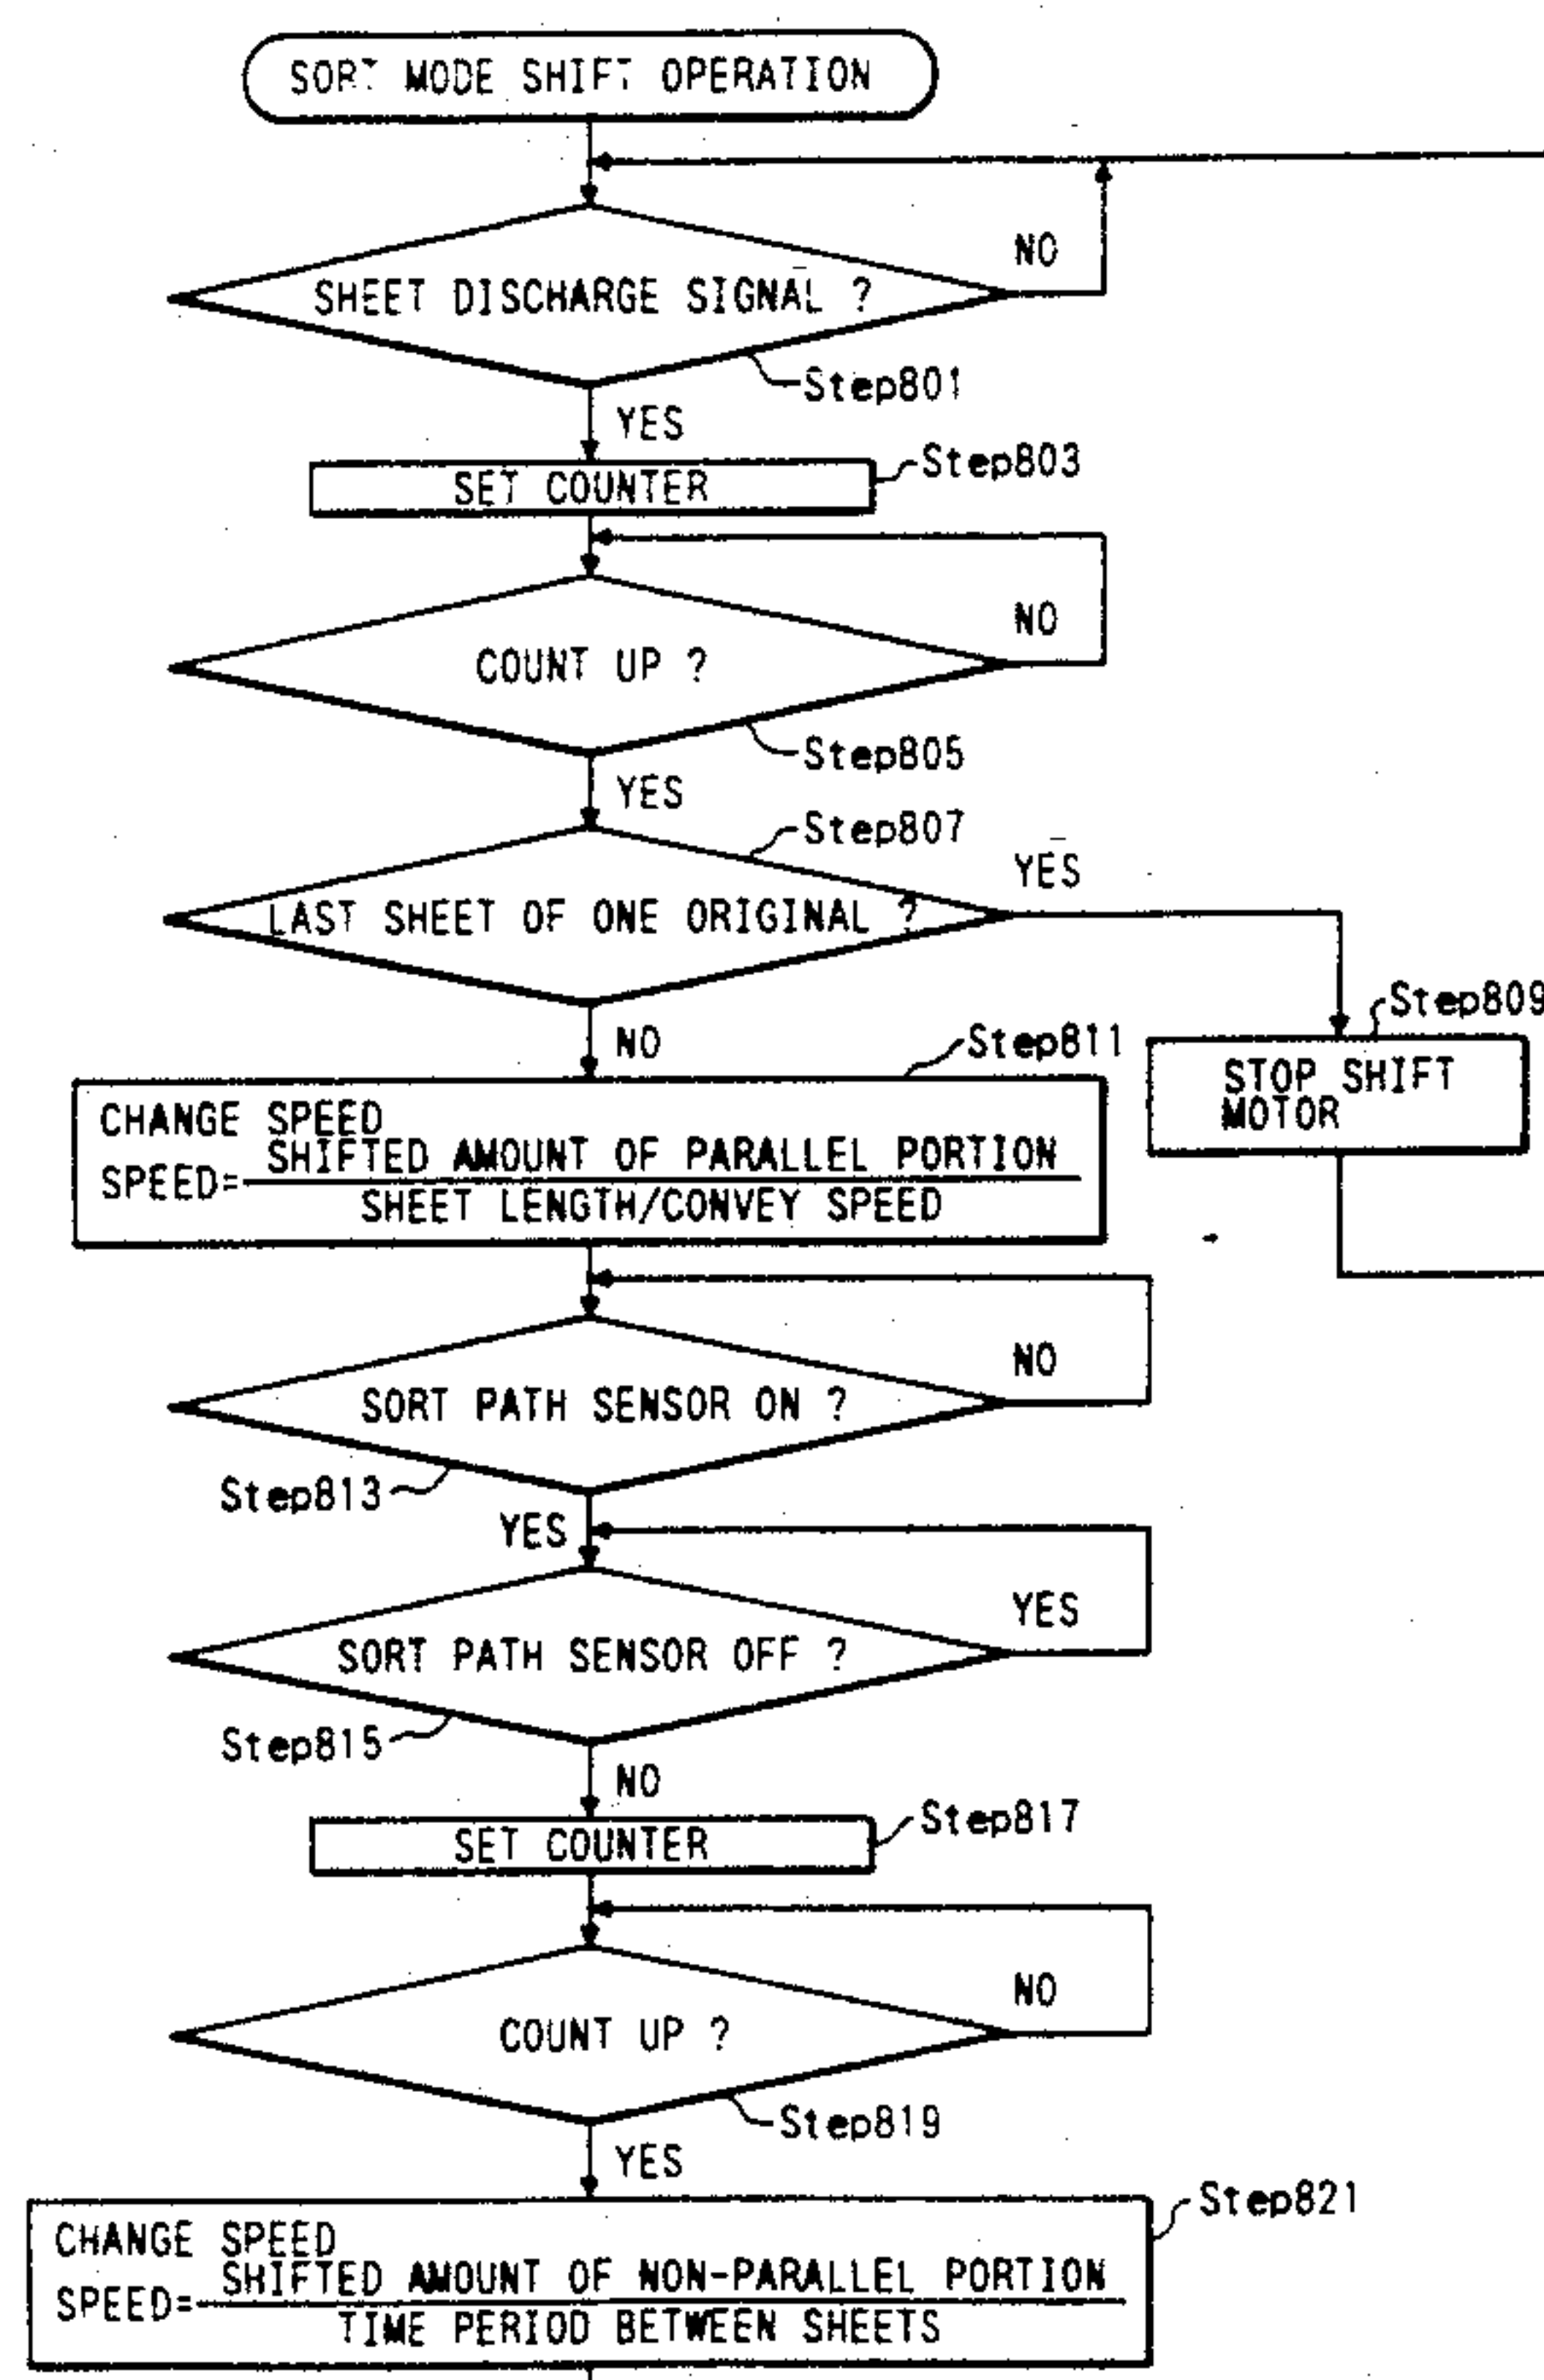 SORT MODE SHIFT OPERATION
NO
SHEET DISCHARGE SIGNAL ?
Step801
YES
Step803
SET COUNTER
NO
COUNT UP ?
Step805
YES
Step807
YES
LAST SHEET OF ONE ORIGINAL ?
Step809
NO
Step811
STOP SHIFT
MOTOR
CHANGE SPEED
SHIFTED AMOUNT OF PARALLEL PORTION
SPEED=
SHEET LENGTH/CONVEY SPEED
NO
SORT PATH SENSOR ON ?
Step813
YES
YES
SORT PATH SENSOR OFF ?
Step815
NO
Step817
SET COUNTER
NO
COUNT UP ?
Step819
YES
Step821
CHANGE SPEED
SHIFTED AMOUNT OF NON-PARALLEL PORTION
SPEED=
TIME PERIOD BETWEEN SHEETS